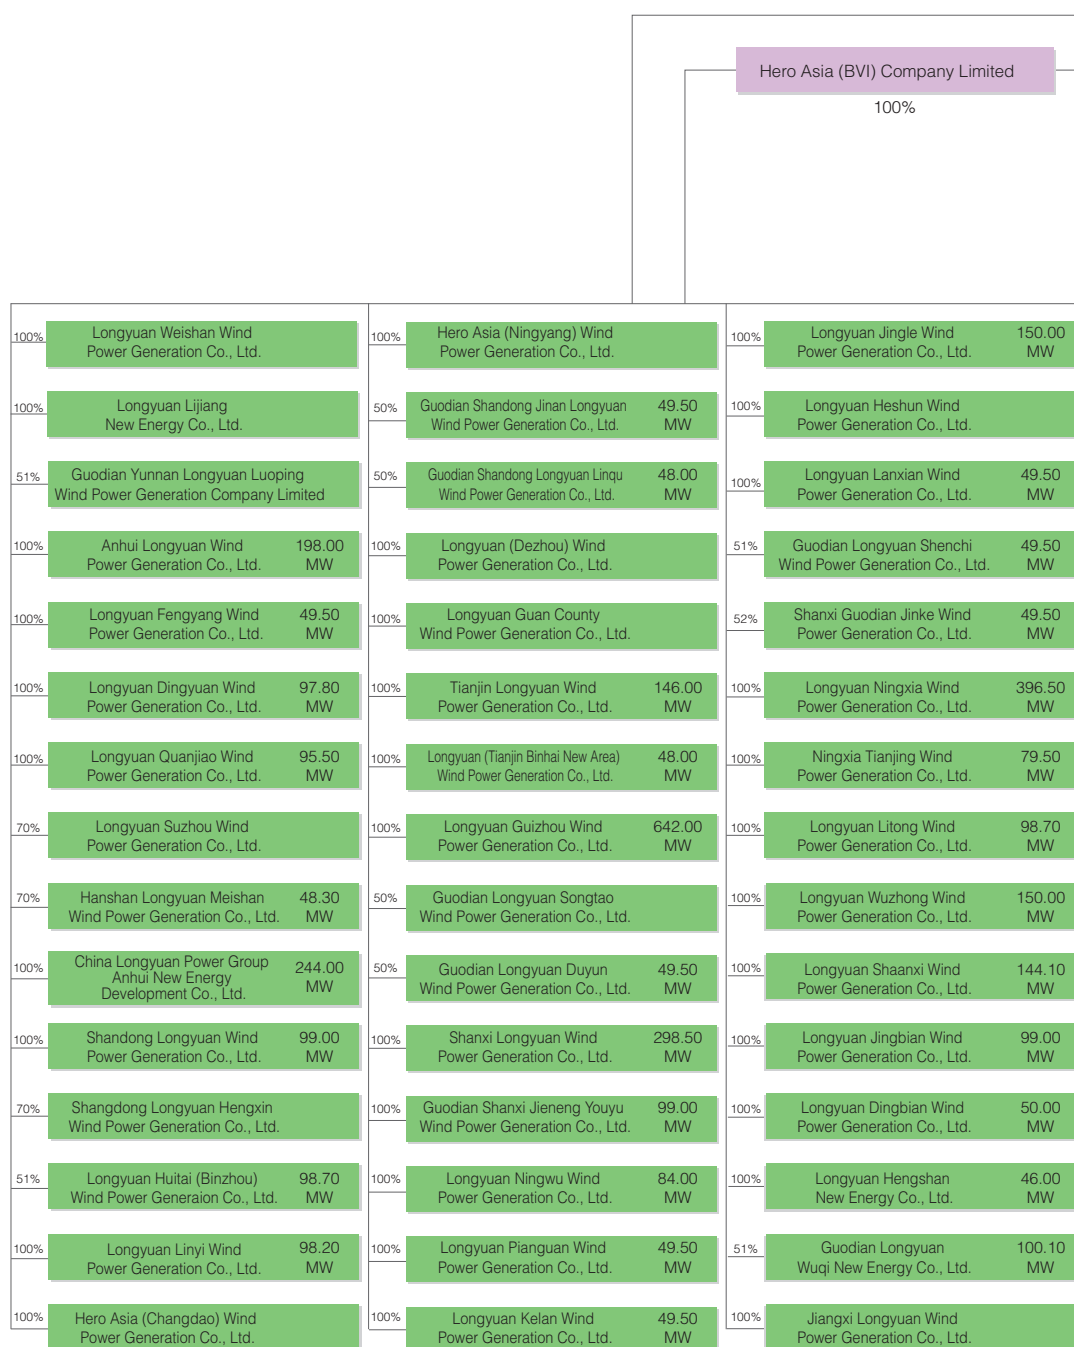 Hero Asia (BVI) Company Limited
100%
100%
Longyuan Weishan Wind
Power Generation Co., Ltd.
100%
Longyuan Lijiang
New Energy Co., Ltd.
51%
Guodian Yunnan Longyuan Luoping
Wind Power Generation Company Limited
100%
Anhui Longyuan Wind
Power Generation Co., Ltd.
198.00
MW
100%
Longyuan Fengyang Wind
Power Generation Co., Ltd.
49.50
MW
100%
Longyuan Dingyuan Wind
Power Generation Co., Ltd.
97.80
MW
100%
Longyuan Quanjiao Wind
Power Generation Co., Ltd.
95.50
MW
70%
Longyuan Suzhou Wind
Power Generation Co., Ltd.
70%
Hanshan Longyuan Meishan
Wind Power Generation Co., Ltd.
48.30
MW
100%
China Longyuan Power Group
Anhui New Energy
Development Co., Ltd.
244.00
MW
100%
Shandong Longyuan Wind
Power Generation Co., Ltd.
99.00
MW
70%
Shangdong Longyuan Hengxin
Wind Power Generation Co., Ltd.
51%
Longyuan Huitai (Binzhou)
Wind Power Generaion Co., Ltd.
98.70
MW
100%
Longyuan Linyi Wind
Power Generation Co., Ltd.
98.20
MW
100%
Hero Asia (Changdao) Wind
Power Generation Co., Ltd.
100%
Hero Asia (Ningyang) Wind
Power Generation Co., Ltd.
50%
Guodian Shandong Jinan Longyuan
Wind Power Generation Co., Ltd.
49.50
MW
50%
Guodian Shandong Longyuan Linqu
Wind Power Generation Co., Ltd.
48.00
MW
100%
Longyuan (Dezhou) Wind
Power Generation Co., Ltd.
100%
Longyuan Guan County
Wind Power Generation Co., Ltd.
100%
Tianjin Longyuan Wind
Power Generation Co., Ltd.
146.00
MW
100%
Longyuan (Tianjin Binhai New Area)
Wind Power Generation Co., Ltd.
48.00
MW
100%
Longyuan Guizhou Wind
Power Generation Co., Ltd.
642.00
MW
50%
Guodian Longyuan Songtao
Wind Power Generation Co., Ltd.
50%
Guodian Longyuan Duyun
Wind Power Generation Co., Ltd.
49.50
MW
100%
Shanxi Longyuan Wind
Power Generation Co., Ltd.
298.50
MW
100%
Guodian Shanxi Jieneng Youyu
Wind Power Generation Co., Ltd.
99.00
MW
100%
Longyuan Ningwu Wind
Power Generation Co., Ltd.
84.00
MW
100%
Longyuan Pianguan Wind
Power Generation Co., Ltd.
49.50
MW
100%
Longyuan Kelan Wind
Power Generation Co., Ltd.
49.50
MW
100%
Longyuan Jingle Wind
Power Generation Co., Ltd.
150.00
MW
100%
Longyuan Heshun Wind
Power Generation Co., Ltd.
100%
Longyuan Lanxian Wind
Power Generation Co., Ltd.
49.50
MW
51%
Guodian Longyuan Shenchi
Wind Power Generation Co., Ltd.
49.50
MW
52%
Shanxi Guodian Jinke Wind
Power Generation Co., Ltd.
49.50
MW
100%
Longyuan Ningxia Wind
Power Generation Co., Ltd.
396.50
MW
100%
Ningxia Tianjing Wind
Power Generation Co., Ltd.
79.50
MW
100%
Longyuan Litong Wind
Power Generation Co., Ltd.
98.70
MW
100%
Longyuan Wuzhong Wind
Power Generation Co., Ltd.
150.00
MW
100%
Longyuan Shaanxi Wind
Power Generation Co., Ltd.
144.10
MW
100%
Longyuan Jingbian Wind
Power Generation Co., Ltd.
99.00
MW
100%
Longyuan Dingbian Wind
Power Generation Co., Ltd.
50.00
MW
100%
Longyuan Hengshan
New Energy Co., Ltd.
46.00
MW
51%
Guodian Longyuan
Wuqi New Energy Co., Ltd.
100.10
MW
100%
Jiangxi Longyuan Wind
Power Generation Co., Ltd.